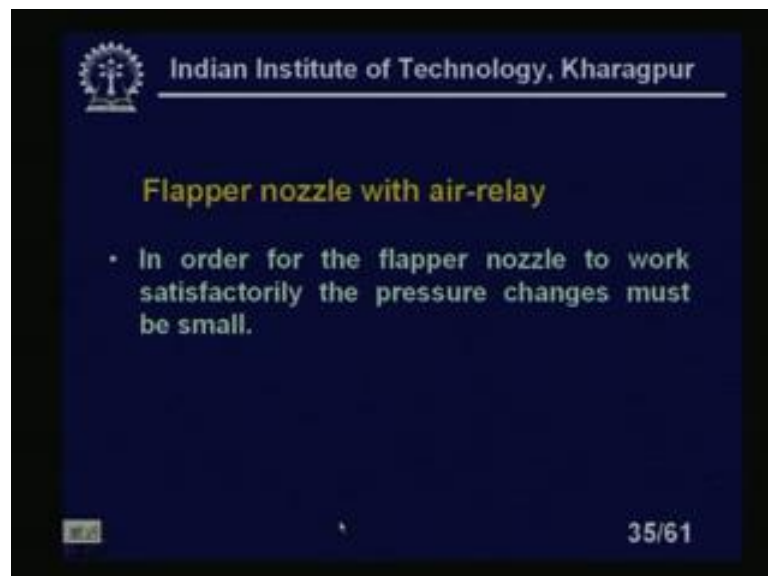 Indian Institute of Technology, Kharagpur
Flapper nozzle with air-relay
· In order for the flapper nozzle to work
satisfactorily the pressure changes must
be small.
35/61